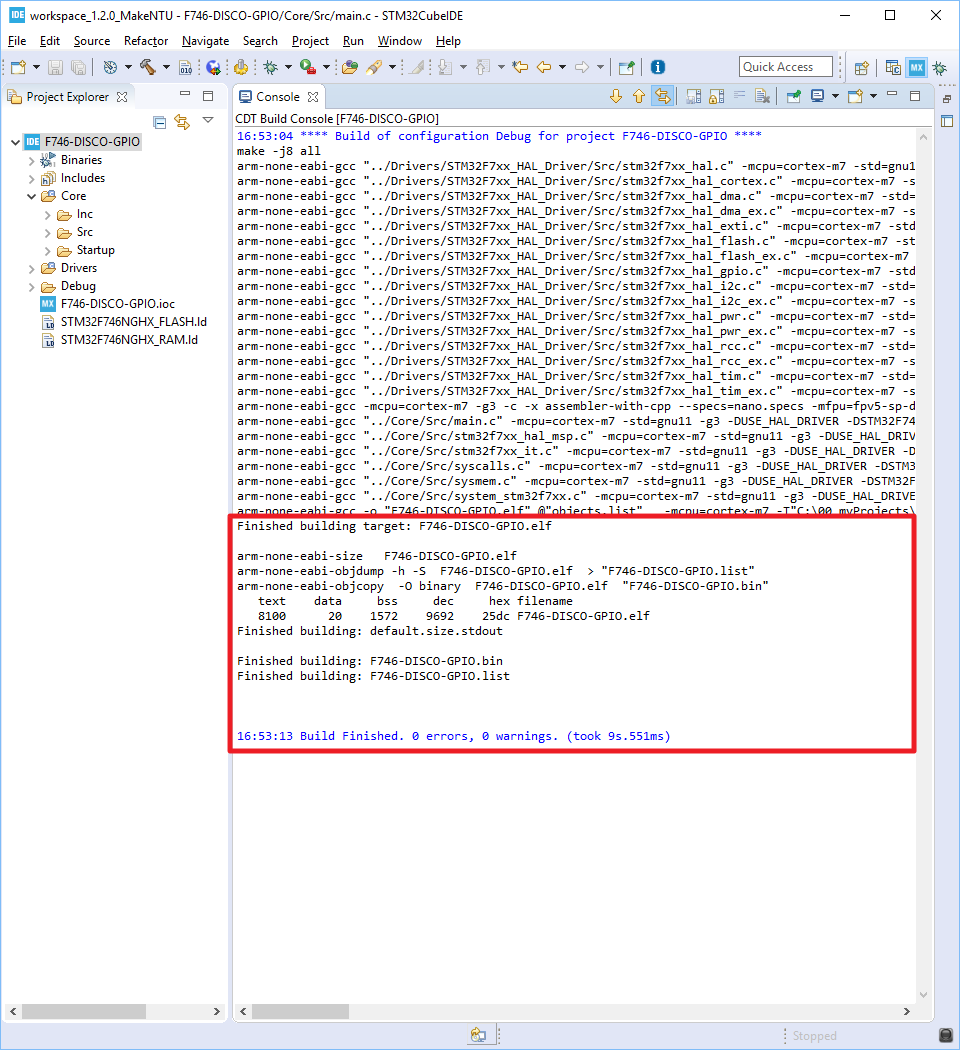 IDE workspace_1.2.0_MakeNTU - F746-DISCO-GPIO/Core/Src/main.c - STM32CubeIDE
File Edit Source Refactor Navigate Search Project Run Window Help
010
Quick Access
MX
Project Explorer
Console
CDT Build Console [F746-DISCO-GPIO]
IDE F746-DISCO-GPIO
Binaries
Includes
Core
Inc
Src
Startup
Drivers
Debug
MX F746-DISCO-GPIO.ioc
STM32F746NGHX_FLASH.ld
STM32F746NGHX_RAM.ld
16:53:04 **** Build of configuration Debug for project F746-DISCO-GPIO ****
make -j8 all
arm-none-eabi-gcc "../Drivers/STM32F7xx_HAL_Driver/Src/stm32f7xx_hal.c" -mcpu=cortex-m7 -std=gnu1
arm-none-eabi-gcc "../Drivers/STM32F7xx_HAL_Driver/Src/stm32f7xx_hal_cortex.c" -mcpu=cortex-m7 -s
arm-none-eabi-gcc "../Drivers/STM32F7xx_HAL_Driver/Src/stm32f7xx_hal_dma.c" -mcpu=cortex-m7 -std=
arm-none-eabi-gcc "../Drivers/STM32F7xx_HAL_Driver/Src/stm32f7xx_hal_dma_ex.c" -mcpu=cortex-m7 -s
arm-none-eabi-gcc "../Drivers/STM32F7xx_HAL_Driver/Src/stm32f7xx_hal_exti.c" -mcpu=cortex-m7 -std
arm-none-eabi-gcc "../Drivers/STM32F7xx_HAL_Driver/Src/stm32f7xx_hal_flash.c" -mcpu=cortex-m7 -st
arm-none-eabi-gcc "../Drivers/STM32F7xx_HAL_Driver/Src/stm32f7xx_hal_flash_ex.c" -mcpu=cortex-m7
arm-none-eabi-gcc "../Drivers/STM32F7xx_HAL_Driver/Src/stm32f7xx_hal_gpio.c" -mcpu=cortex-m7 -std
arm-none-eabi-gcc "../Drivers/STM32F7xx_HAL_Driver/Src/stm32f7xx_hal_i2c.c" -mcpu=cortex-m7 -std=
arm-none-eabi-gcc "../Drivers/STM32F7xx_HAL_Driver/Src/stm32f7xx_hal_i2c_ex.c" -mcpu=cortex-m7 -s
arm-none-eabi-gcc "../Drivers/STM32F7xx_HAL_Driver/Src/stm32f7xx_hal_pwr.c" -mcpu=cortex-m7 -std=
arm-none-eabi-gcc "../Drivers/STM32F7xx_HAL_Driver/Src/stm32f7xx_hal_pwr_ex.c" -mcpu=cortex-m7 -s
arm-none-eabi-gcc "../Drivers/STM32F7xx_HAL_Driver/Src/stm32f7xx_hal_rcc.c" -mcpu=cortex-m7 -std=
arm-none-eabi-gcc "../Drivers/STM32F7xx_HAL_Driver/Src/stm32f7xx_hal_rcc_ex.c" -mcpu=cortex-m7 -s
arm-none-eabi-gcc "../Drivers/STM32F7xx_HAL_Driver/Src/stm32f7xx_hal_tim.c" -mcpu=cortex-m7 -std=
arm-none-eabi-gcc "../Drivers/STM32F7xx_HAL_Driver/Src/stm32f7xx_hal_tim_ex.c" -mcpu=cortex-m7 -s
arm-none-eabi-gcc -mcpu=cortex-m7 -g3 -c -x assembler-with-cpp --specs=nano.specs -mfpu=fpv5-sp-d
arm-none-eabi-gcc "../Core/Src/main.c" -mcpu=cortex-m7 -std=gnu11 -g3 -DUSE_HAL_DRIVER -DSTM32F74
arm-none-eabi-gcc "../Core/Src/stm32f7xx_hal_msp.c" -mcpu=cortex-m7 -std=gnu11 -g3 -DUSE_HAL_DRIV
arm-none-eabi-gcc "../Core/Src/stm32f7xx_it.c" -mcpu=cortex-m7 -std=gnu11 -g3 -DUSE_HAL_DRIVER -D
arm-none-eabi-gcc "../Core/Src/syscalls.c" -mcpu=cortex-m7 -std=gnu11 -g3 -DUSE_HAL_DRIVER -DSTM3
arm-none-eabi-gcc "../Core/Src/sysmem.c" -mcpu=cortex-m7 -std=gnu11 -g3 -DUSE_HAL_DRIVER -DSTM32F
arm-none-eabi-gcc "../Core/Src/system_stm32f7xx.c" -mcpu=cortex-m7 -std=gnu11 -g3 -DUSE_HAL_DRIVE
arm-none-eabi-gcc -o "F746-DISCO-GPIO.elf" @"objects.list" -mcpu=cortex-m7 -T"C:\00_myProjects\
Finished building target: F746-DISCO-GPIO.elf
arm-none-eabi-size F746-DISCO-GPIO.elf
arm-none-eabi-objdump -h -S F746-DISCO-GPIO.elf > "F746-DISCO-GPIO.list"
arm-none-eabi-objcopy -O binary F746-DISCO-GPIO.elf "F746-DISCO-GPIO.bin"
text data bss dec hex filename
8100 20 1572 9692 25dc F746-DISCO-GPIO.elf
Finished building: default.size.stdout
Finished building: F746-DISCO-GPIO.bin
Finished building: F746-DISCO-GPIO.list
16:53:13 Build Finished. 0 errors, 0 warnings. (took 9s.551ms)
Stopped